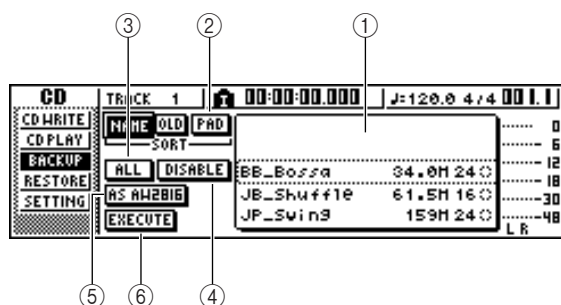 ③ ② ①
CD TRACK 1 00:00:00.000 ♩=120.0 4/4 001.1
CD WRITE NAME OLD PAD 0
CD PLAY SORT 6
BACKUP ALL DISABLE 12
RESTORE BB_Bossa 34.0M 24 18
SETTING AS AW2816 JB_Shuffle 61.5M 16 30
EXECUTE JP_Swing 159M 24 48
L R
⑤ ⑥ ④